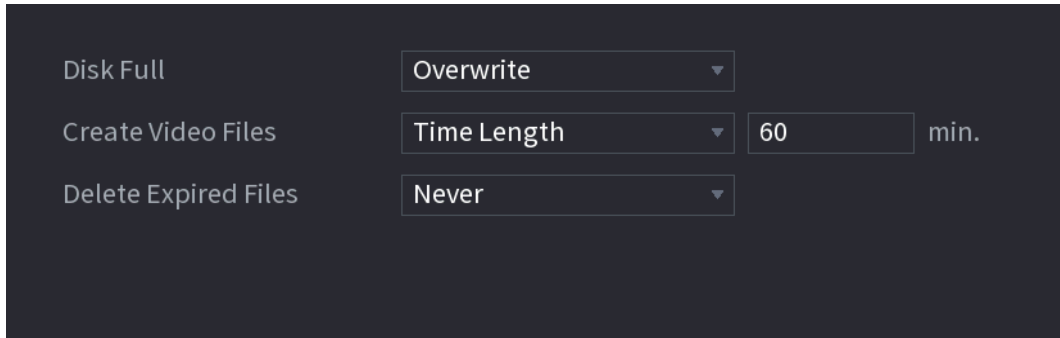 Disk Full Overwrite
Create Video Files Time Length 60 min.
Delete Expired Files Never